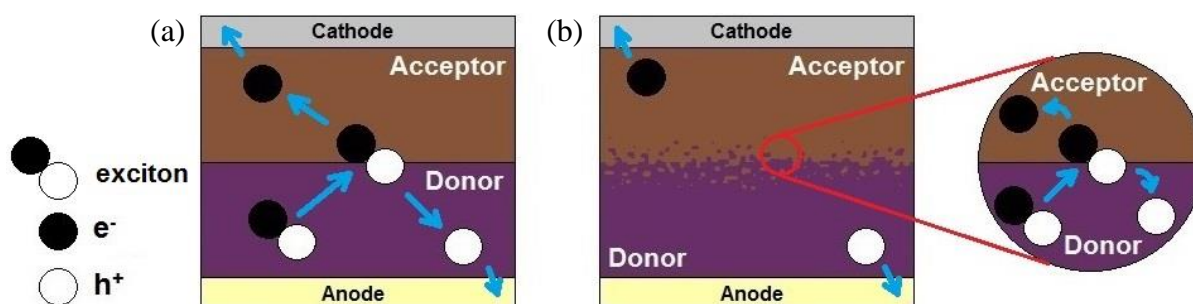 (a)
Cathode
Acceptor
Donor
Anode
exciton
e⁻
h⁺
(b)
Cathode
Acceptor
Donor
Anode
Acceptor
Donor